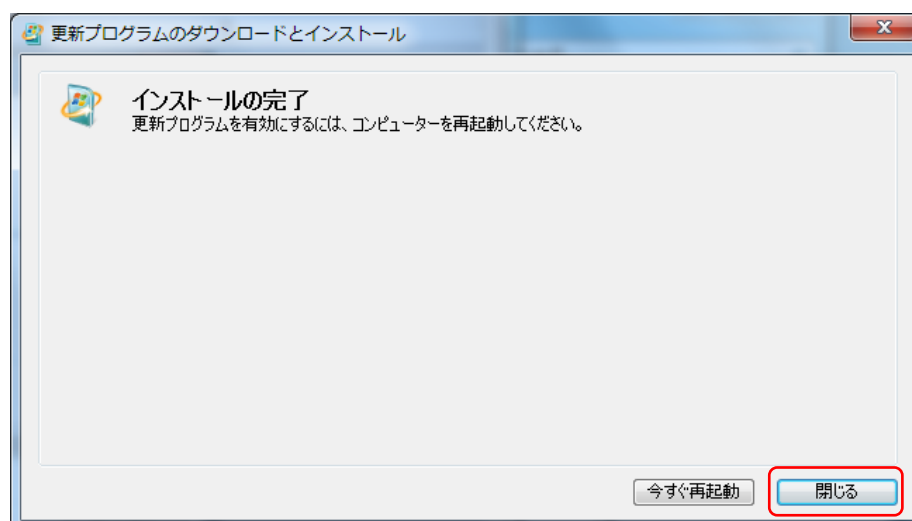 更新プログラムのダウンロードとインストール
インストールの完了
更新プログラムを有効にするには、コンピューターを再起動してください。
今すぐ再起動
閉じる